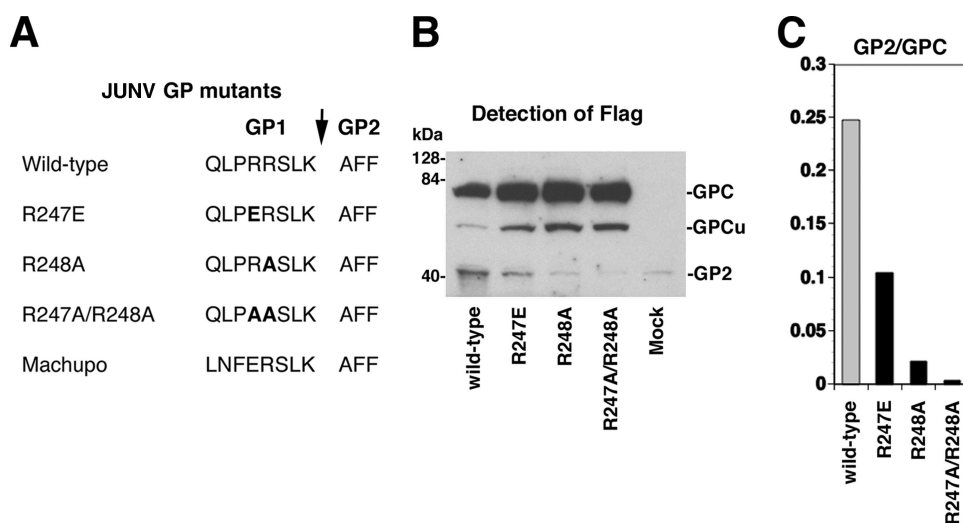 A
JUNV GP mutants
GP1 GP2
Wild-type QLPRRSLK AFF
R247E QLPERSLK AFF
R248A QLPRASLK AFF
R247A/R248A QLPAASLK AFF
Machupo LNFERSLK AFF
B
Detection of Flag
kDa
128-
84-
40-
-GPC
-GPCu
-GP2
wild-type
R247E
R248A
R247A/R248A
Mock
C
GP2/GPC
0.3
0.25
0.2
0.15
0.1
0.05
0
wild-type
R247E
R248A
R247A/R248A